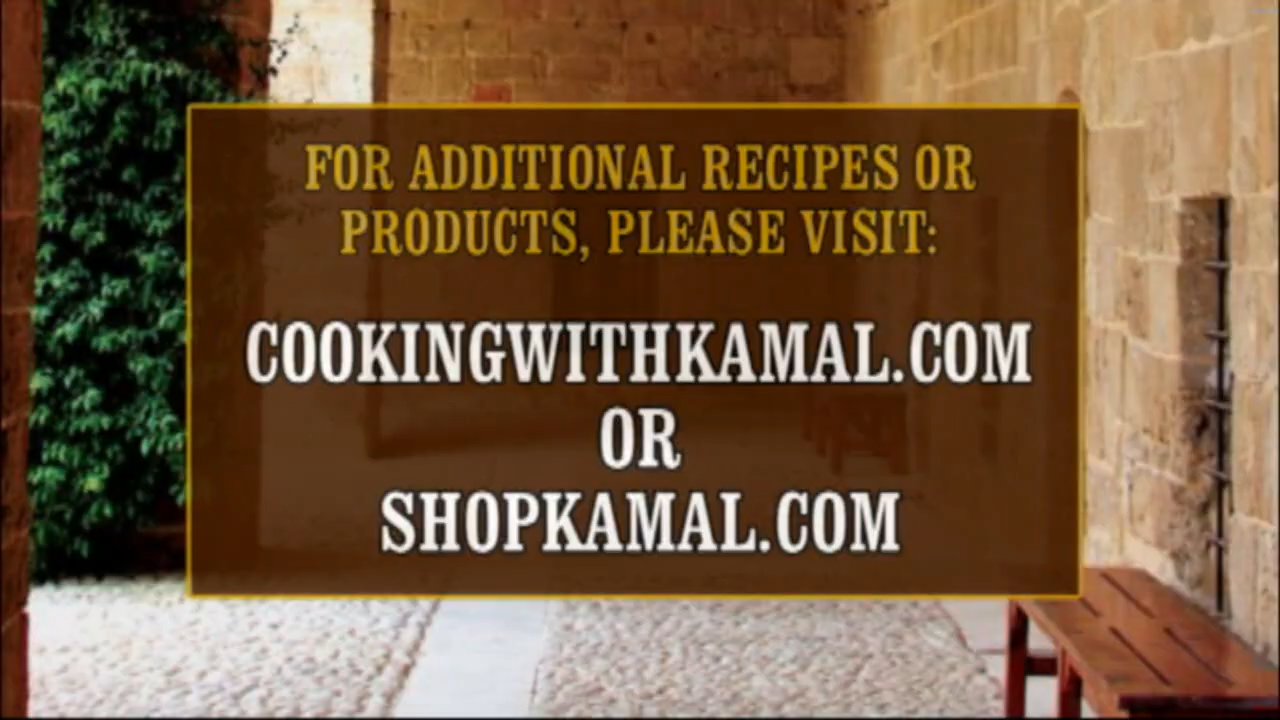 FOR ADDITIONAL RECIPES OR
PRODUCTS, PLEASE VISIT:
COOKINGWITHKAMAL.COM
OR
SHOPKAMAL.COM